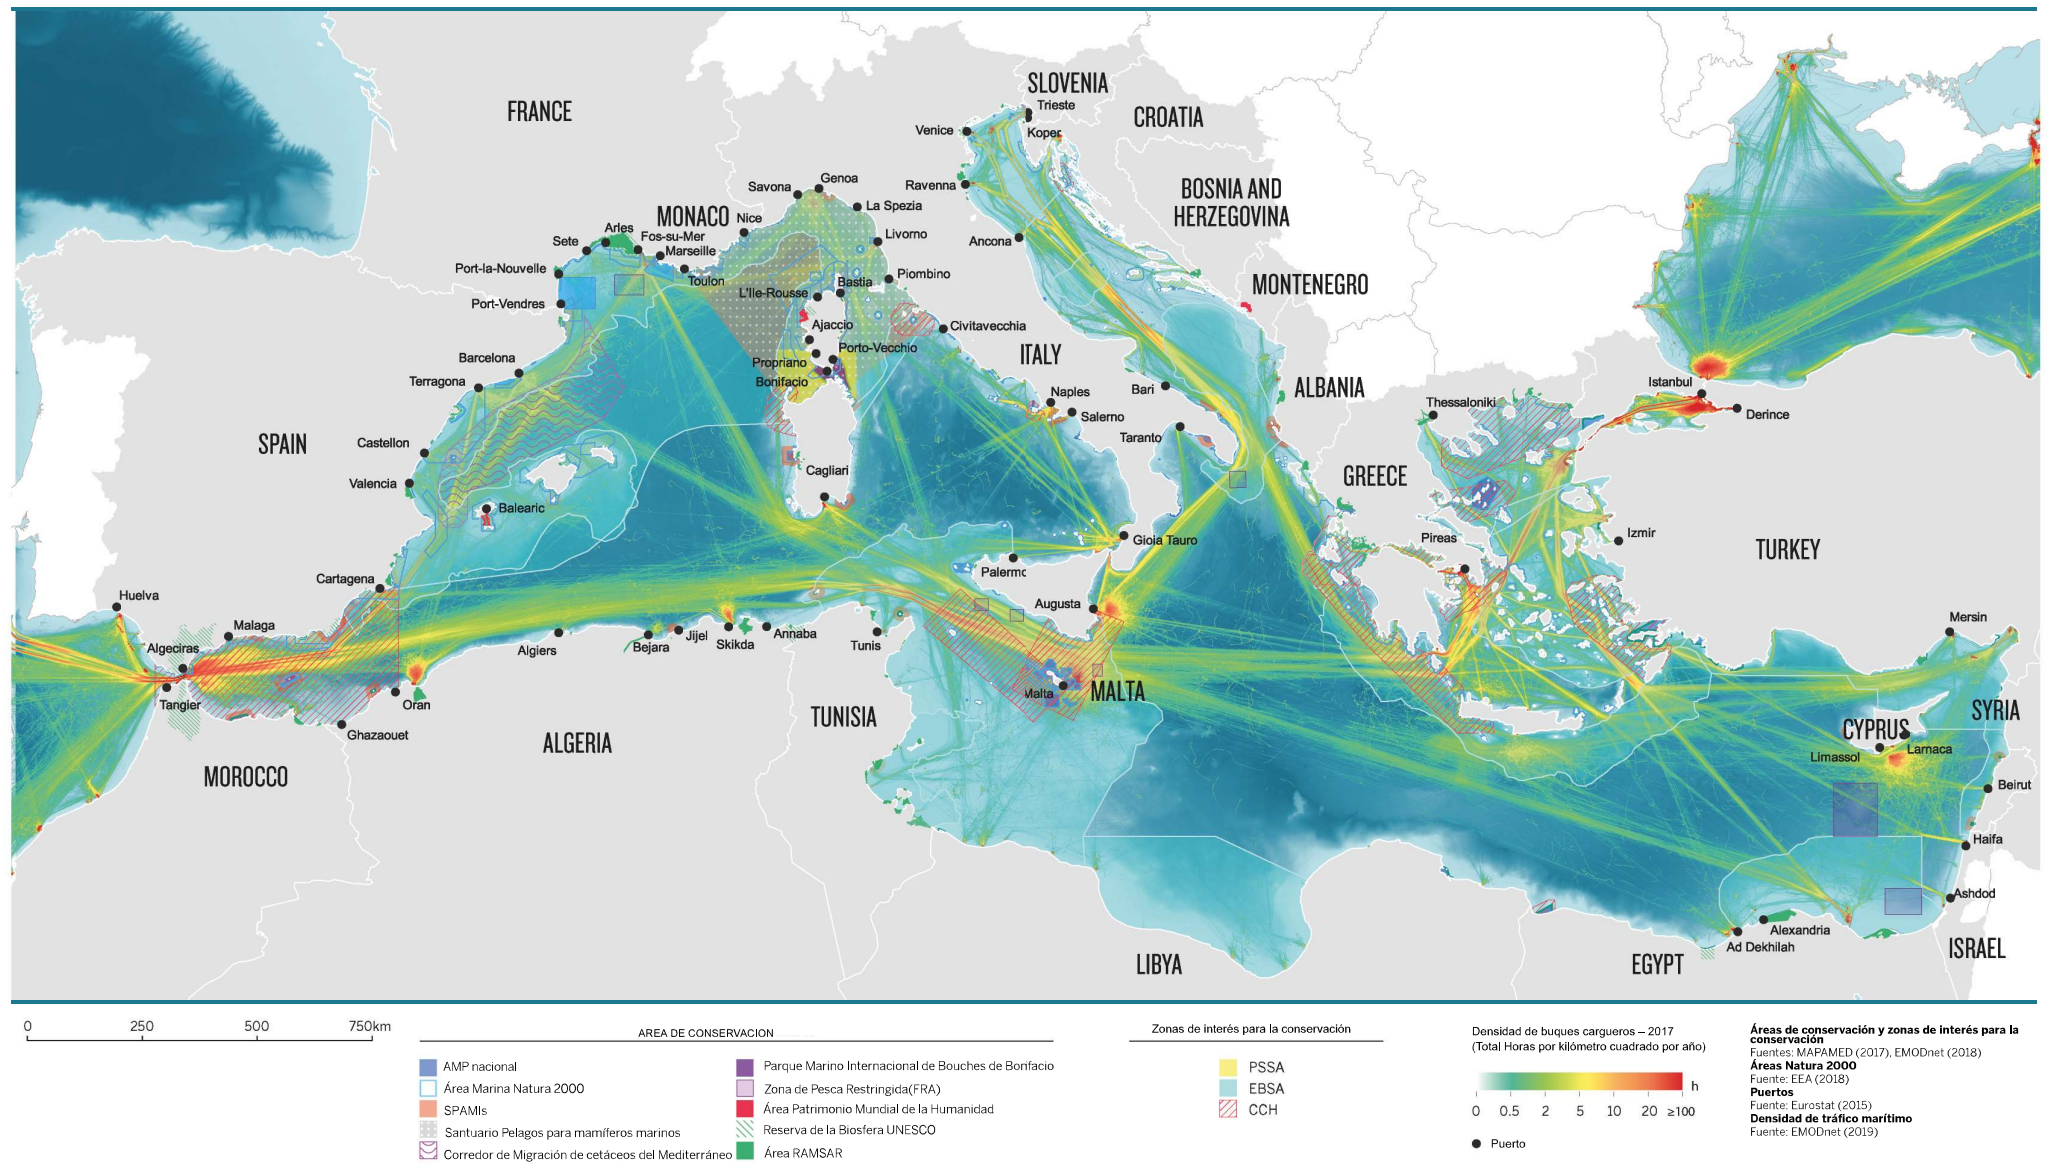 FRANCE
SLOVENIA
Trieste
CROATIA
Venice
Koper
Ravenna
BOSNIA AND
HERZEGOVINA
Savona
Genoa
La Spezia
MONACO
Nice
Arles
Sete
Fos-su-Mer
Marseille
Livorno
Ancona
Port-la-Nouvelle
Toulon
Piombino
MONTENEGRO
L'Ile-Rousse
Bastia
Port-Vendres
Ajaccio
Civitavecchia
Porto-Vecchio
ITALY
Barcelona
Propriano
Terragona
Bonifacio
Bari
ALBANIA
Istanbul
Derince
Naples
Salerno
Thessaloniki
SPAIN
Castellon
Taranto
Valencia
Cagliari
GREECE
Balearic
Gioia Tauro
Pireas
Izmir
TURKEY
Cartagena
Palermo
Huelva
Augusta
Malaga
Mersin
Algeciras
Algiers
Bejara
Jijel
Skikda
Annaba
Tunis
Tangier
Oran
Malta
MALTA
Ghazaouet
ALGERIA
TUNISIA
SYRIA
CYPRUS
Larnaca
Limassol
MOROCCO
Beirut
Haifa
Ashdod
Alexandria
Ad Dekhilah
LIBYA
EGYPT
ISRAEL
0 250 500 750km
AREA DE CONSERVACION
AMP nacional
Área Marina Natura 2000
SPAMIs
Santuario Pelagos para mamíferos marinos
Corredor de Migración de cetáceos del Mediterráneo
Parque Marino Internacional de Bouches de Bonifacio
Zona de Pesca Restringida(FRA)
Área Patrimonio Mundial de la Humanidad
Reserva de la Biosfera UNESCO
Área RAMSAR
Zonas de interés para la conservación
PSSA
EBSA
CCH
Densidad de buques cargueros – 2017
(Total Horas por kilómetro cuadrado por año)
h
0 0.5 2 5 10 20 ≥100
Puerto
Áreas de conservación y zonas de interés para la
conservación
Fuentes: MAPAMED (2017), EMODnet (2018)
Áreas Natura 2000
Fuente: EEA (2018)
Puertos
Fuente: Eurostat (2015)
Densidad de tráfico marítimo
Fuente: EMODnet (2019)